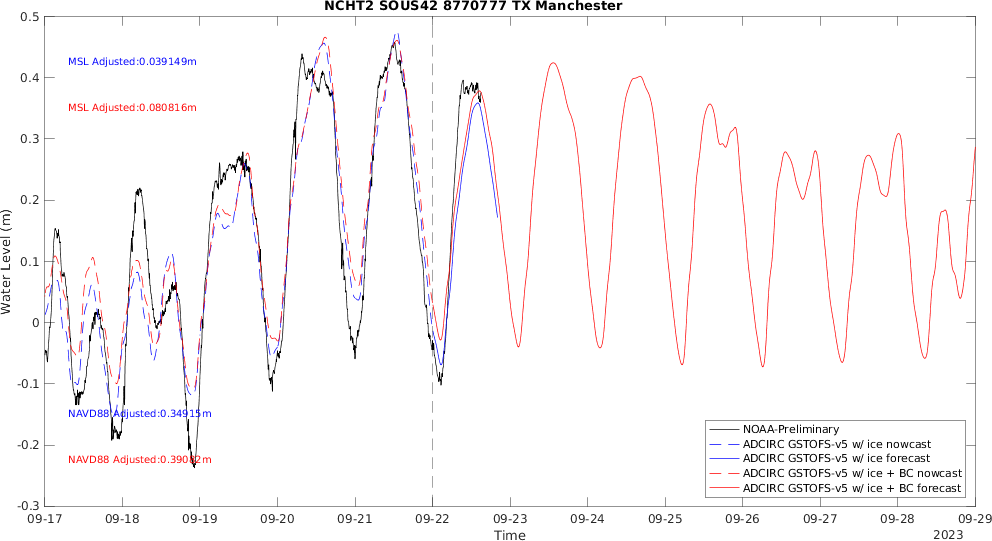 NCHT2 SOUS42 8770777 TX Manchester
0.5
0.4
0.3
0.2
0.1
0
-0.1
-0.2
-0.3
Water Level (m)
MSL Adjusted:0.039149m
MSL Adjusted:0.080816m
NAVD88 Adjusted:0.34915m
NAVD88 Adjusted:0.39082m
NOAA-Preliminary
ADCIRC GSTOFS-v5 w/ ice nowcast
ADCIRC GSTOFS-v5 w/ ice forecast
ADCIRC GSTOFS-v5 w/ ice + BC nowcast
ADCIRC GSTOFS-v5 w/ ice + BC forecast
09-17 09-18 09-19 09-20 09-21 09-22 09-23 09-24 09-25 09-26 09-27 09-28 09-29
Time
2023